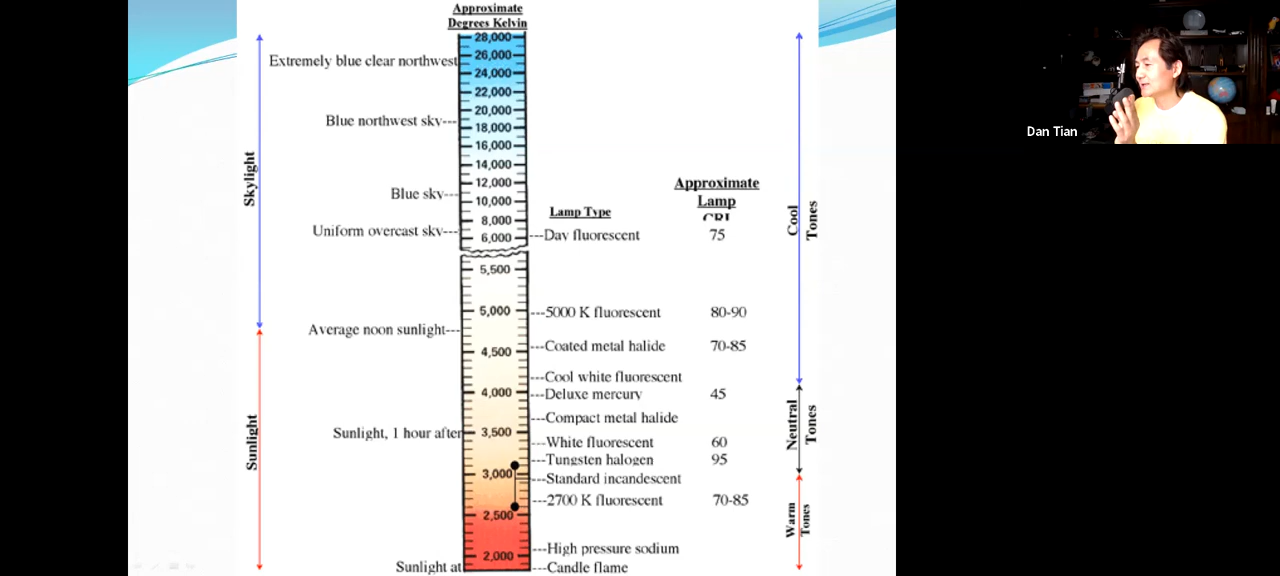 Approximate
Degrees Kelvin
28,000
Extremely blue clear northwest
26,000
24,000
22,000
20,000
Blue northwest sky---
18,000
16,000
14,000
12,000
Blue sky---
10,000
8,000
Uniform overcast sky---
6,000
5,500
5,000
Average noon sunlight---
4,500
4,000
Sunlight, 1 hour after
3,500
3,000
2,500
2,000
Sunlight at
Skylight
Sunlight
Lamp Type
Approximate
Lamp
CRI
---Day fluorescent 75
---5000 K fluorescent 80-90
---Coated metal halide 70-85
---Cool white fluorescent
---Deluxe mercury 45
---Compact metal halide
---White fluorescent 60
---Tungsten halogen 95
---Standard incandescent
---2700 K fluorescent 70-85
---High pressure sodium
---Candle flame
Cool
Tones
Neutral
Tones
Warm
Tones
Dan Tian